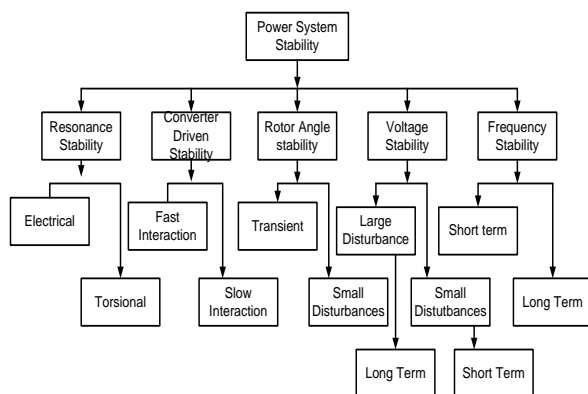 Power System
Stability
Resonance
Stability
Converter
Driven
Stability
Rotor Angle
stability
Voltage
Stability
Frequency
Stability
Electrical
Fast
Interaction
Transient
Large
Disturbance
Short term
Torsional
Slow
Interaction
Small
Disturbances
Small
Distutbances
Long Term
Long Term
Short Term